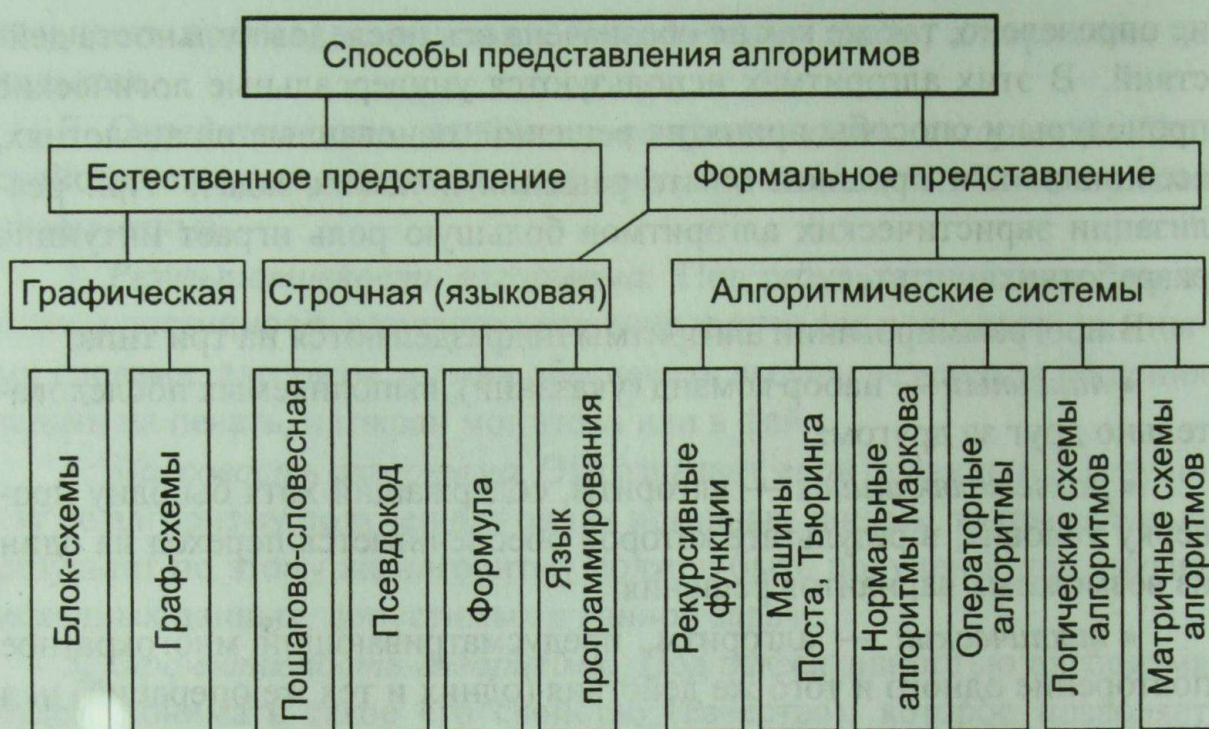 Способы представления алгоритмов
Естественное представление
Формальное представление
Графическая
Строчная (языковая)
Алгоритмические системы
Блок-схемы
Граф-схемы
Пошагово-словесная
Псевдокод
Формула
Язык
программирования
Рекурсивные
функции
Машины
Поста, Тьюринга
Нормальные
алгоритмы Маркова
Операторные
алгоритмы
Логические схемы
алгоритмов
Матричные схемы
алгоритмов